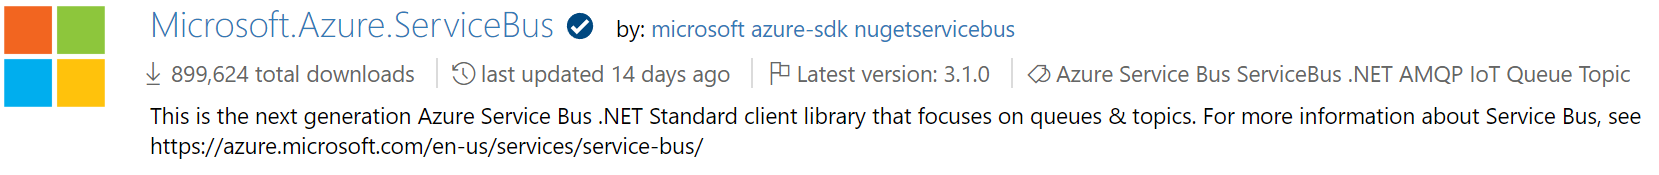 Microsoft.Azure.ServiceBus by: microsoft azure-sdk nugetservicebus
899,624 total downloads last updated 14 days ago Latest version: 3.1.0 Azure Service Bus ServiceBus .NET AMQP IoT Queue Topic
This is the next generation Azure Service Bus .NET Standard client library that focuses on queues & topics. For more information about Service Bus, see
https://azure.microsoft.com/en-us/services/service-bus/